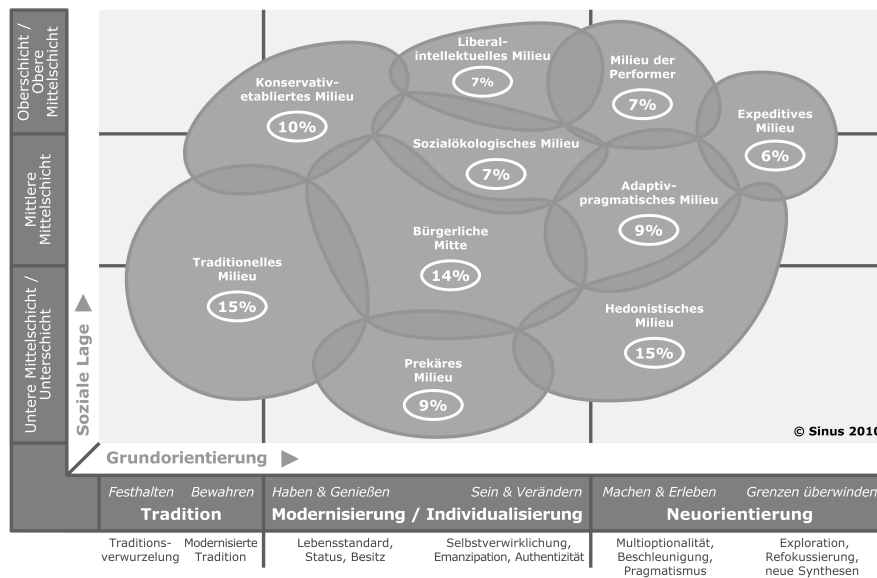 Oberschicht /
Obere
Mittelschicht
Mittlere
Mittelschicht
Untere Mittelschicht /
Unterschicht
Soziale Lage
Konservativ-
etabliertes Milieu
10%
Liberal-
intellektuelles Milieu
7%
Milieu der
Performer
7%
Expeditives
Milieu
6%
Sozialökologisches Milieu
7%
Adaptiv-
pragmatisches Milieu
9%
Traditionelles
Milieu
15%
Bürgerliche
Mitte
14%
Hedonistisches
Milieu
15%
Prekäres
Milieu
9%
© Sinus 2010
Grundorientierung
Festhalten Bewahren
Tradition
Haben & Genießen Sein & Verändern
Modernisierung / Individualisierung
Machen & Erleben Grenzen überwinden
Neuorientierung
Traditions-
verwurzelung
Modernisierte
Tradition
Lebensstandard,
Status, Besitz
Selbstverwirklichung,
Emanzipation, Authentizität
Multioptionalität,
Beschleunigung,
Pragmatismus
Exploration,
Refokussierung,
neue Synthesen